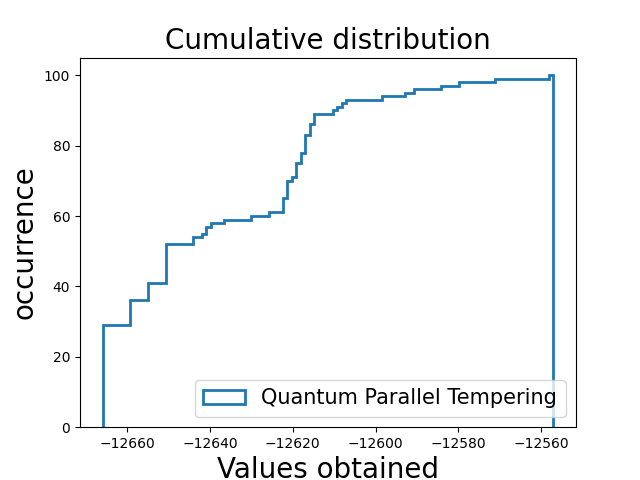 Cumulative distribution
100
80
60
40
20
0
occurrence
Quantum Parallel Tempering
−12660 −12640 −12620 −12600 −12580 −12560
Values obtained